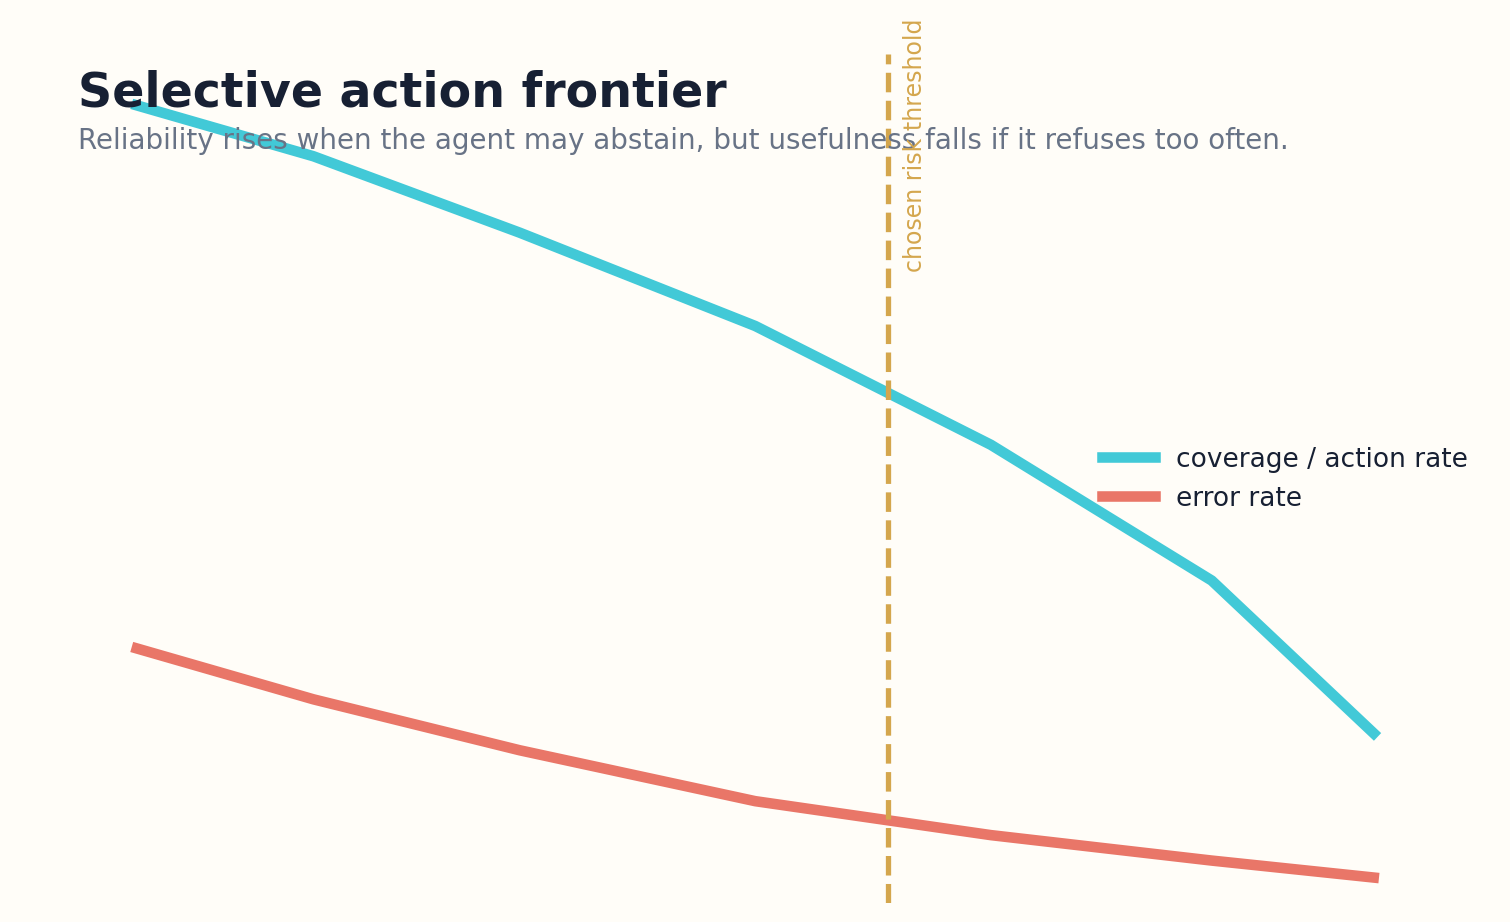 Selective action frontier
Reliability rises when the agent may abstain, but usefulness falls if it refuses too often.
chosen risk threshold
coverage / action rate
error rate